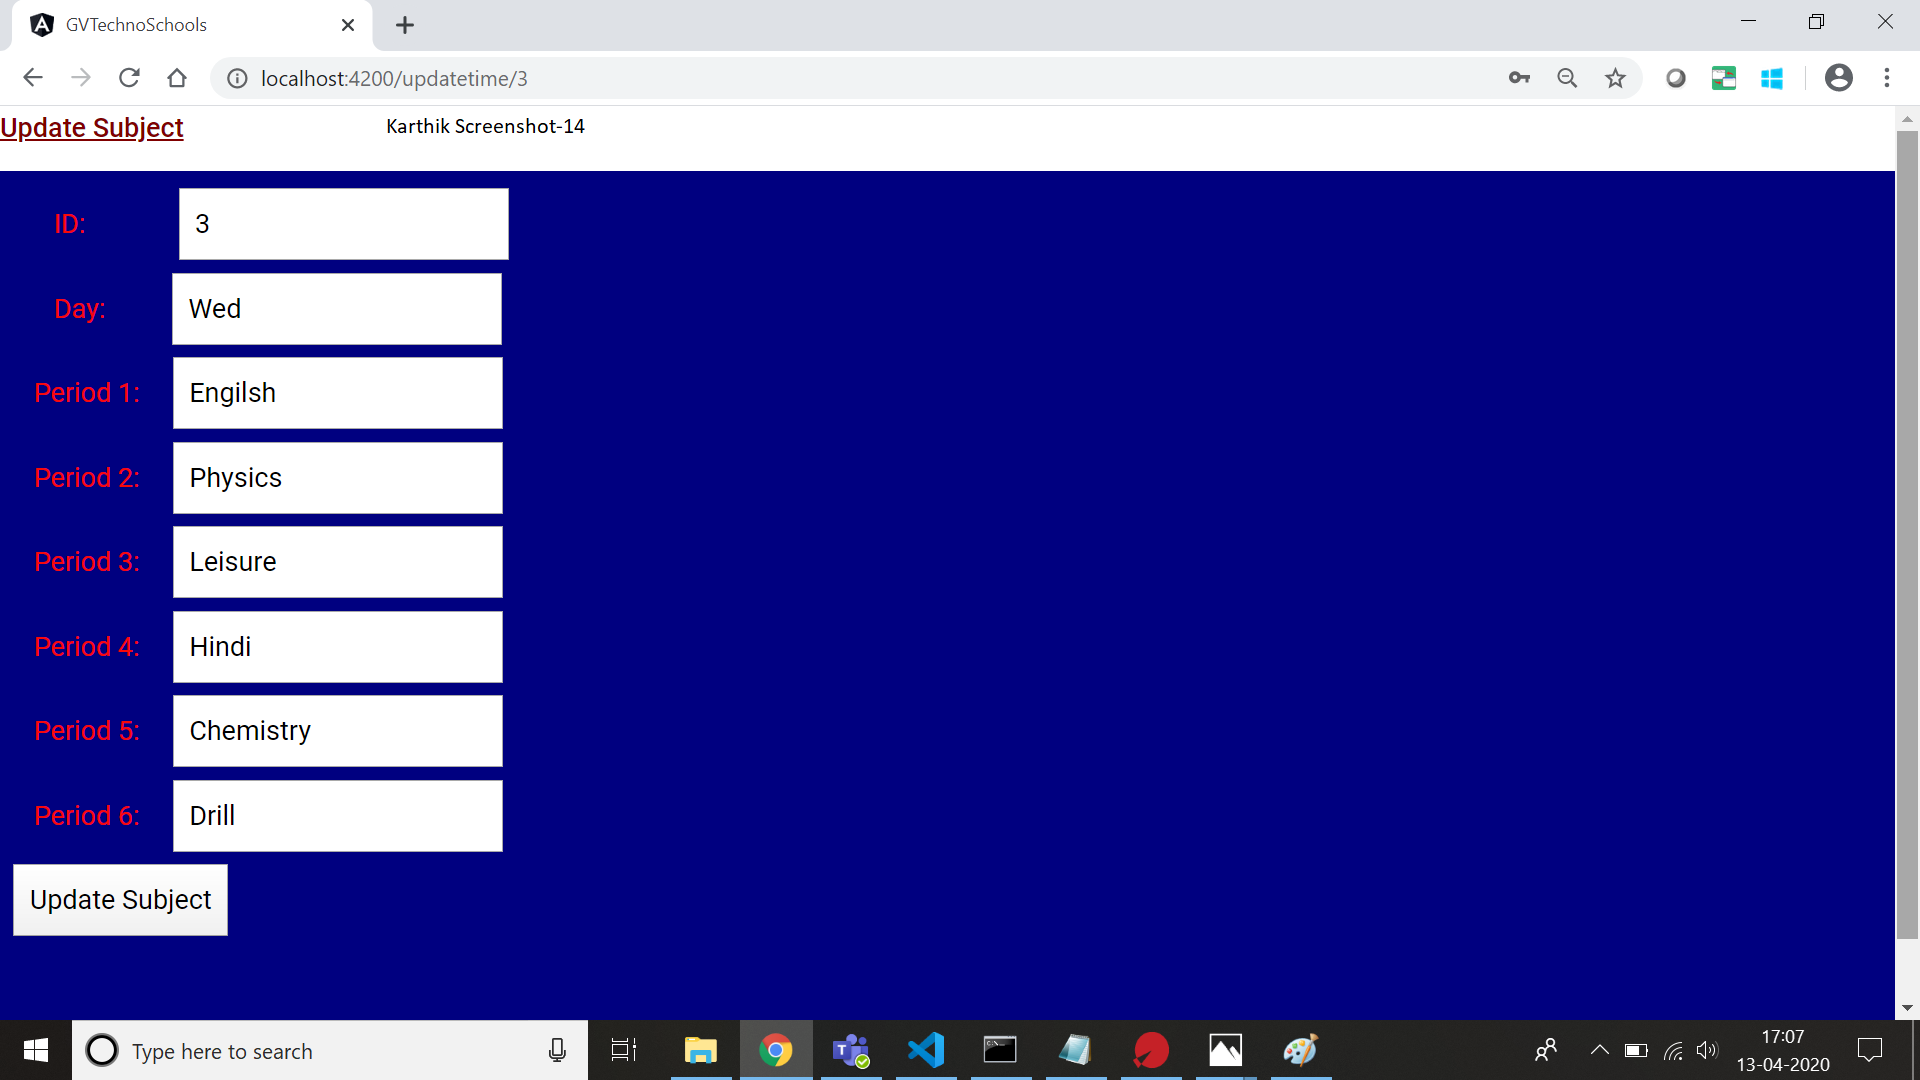 GVTechnoSchools
localhost:4200/updatetime/3
Update Subject
Karthik Screenshot-14
ID: 3
Day: Wed
Period 1: Engilsh
Period 2: Physics
Period 3: Leisure
Period 4: Hindi
Period 5: Chemistry
Period 6: Drill
Update Subject
Type here to search
17:07
13-04-2020